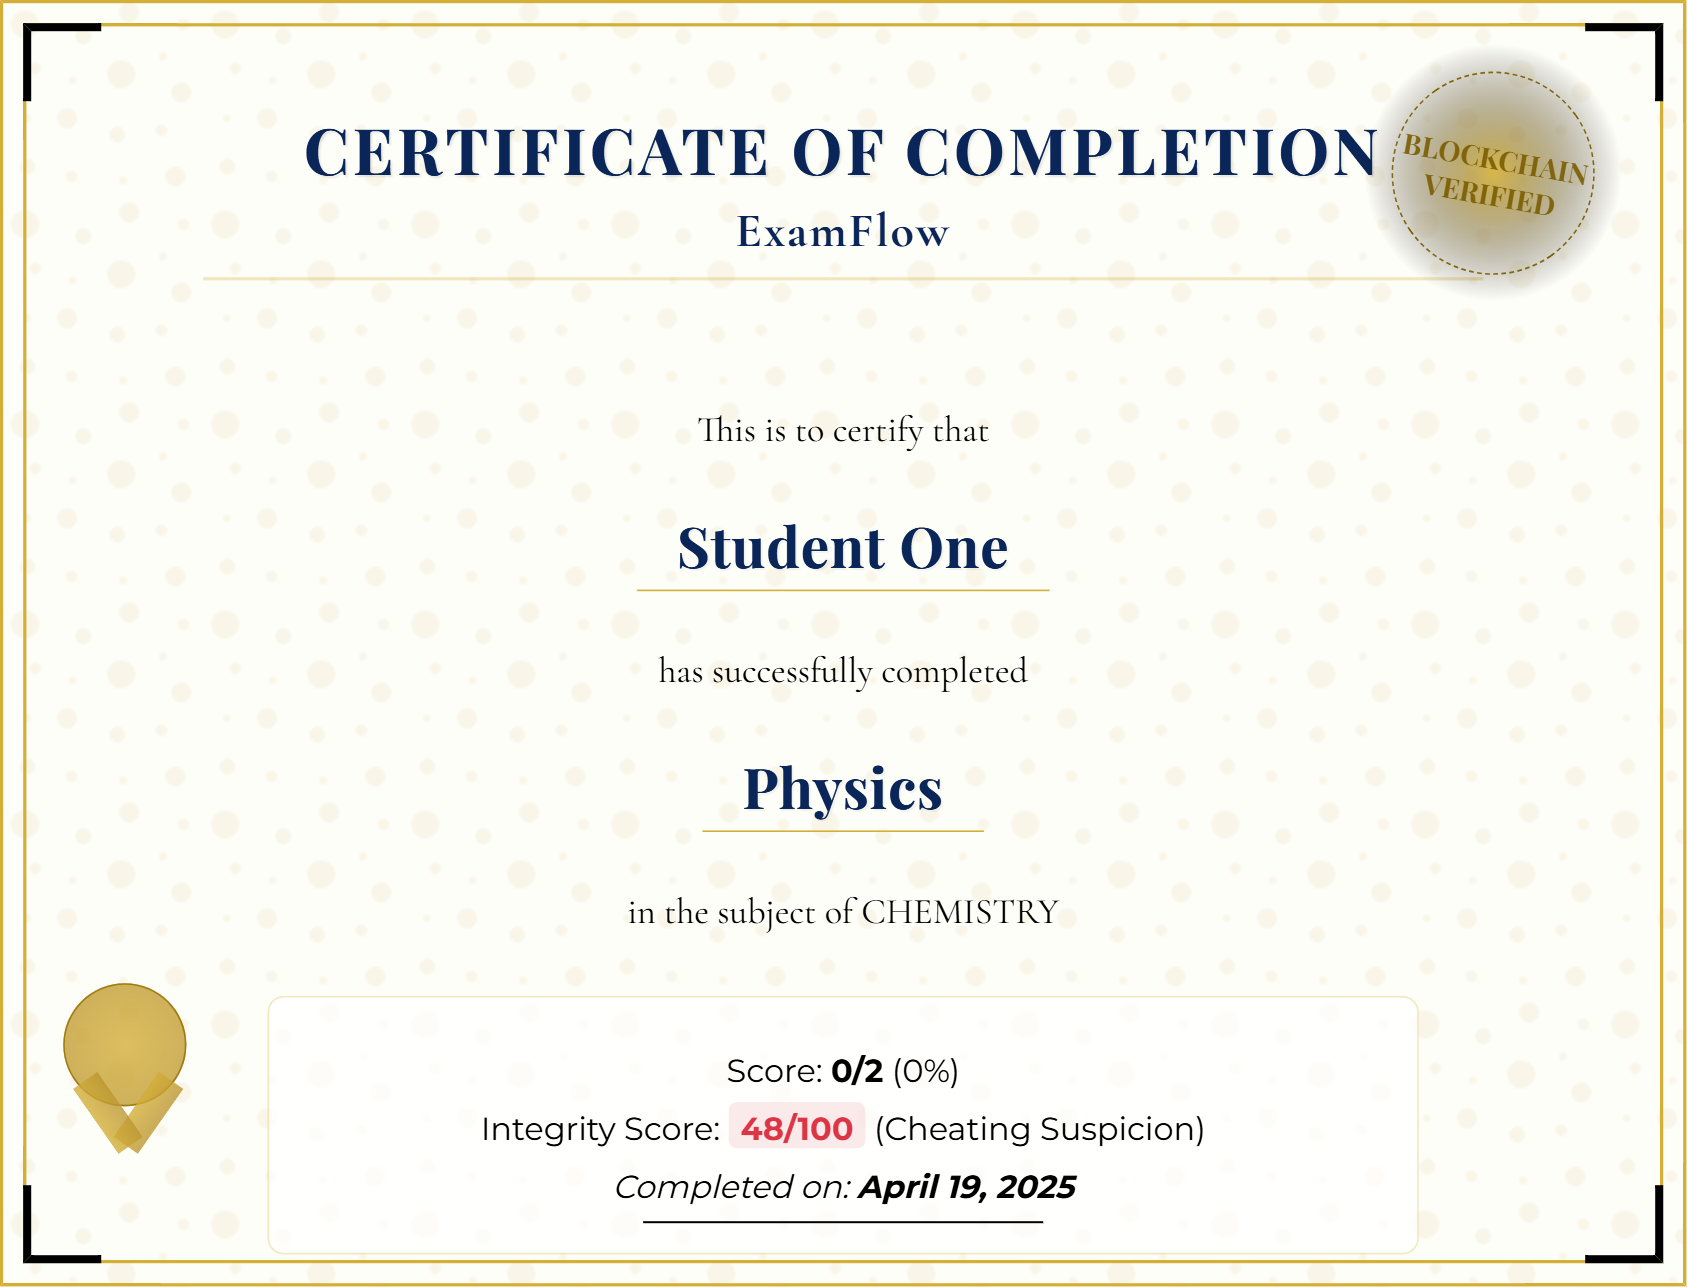 CERTIFICATE OF COMPLETION
BLOCKCHAIN
VERIFIED
ExamFlow
This is to certify that
Student One
has successfully completed
Physics
in the subject of CHEMISTRY
Score: 0/2 (0%)
Integrity Score: 48/100 (Cheating Suspicion)
Completed on: April 19, 2025